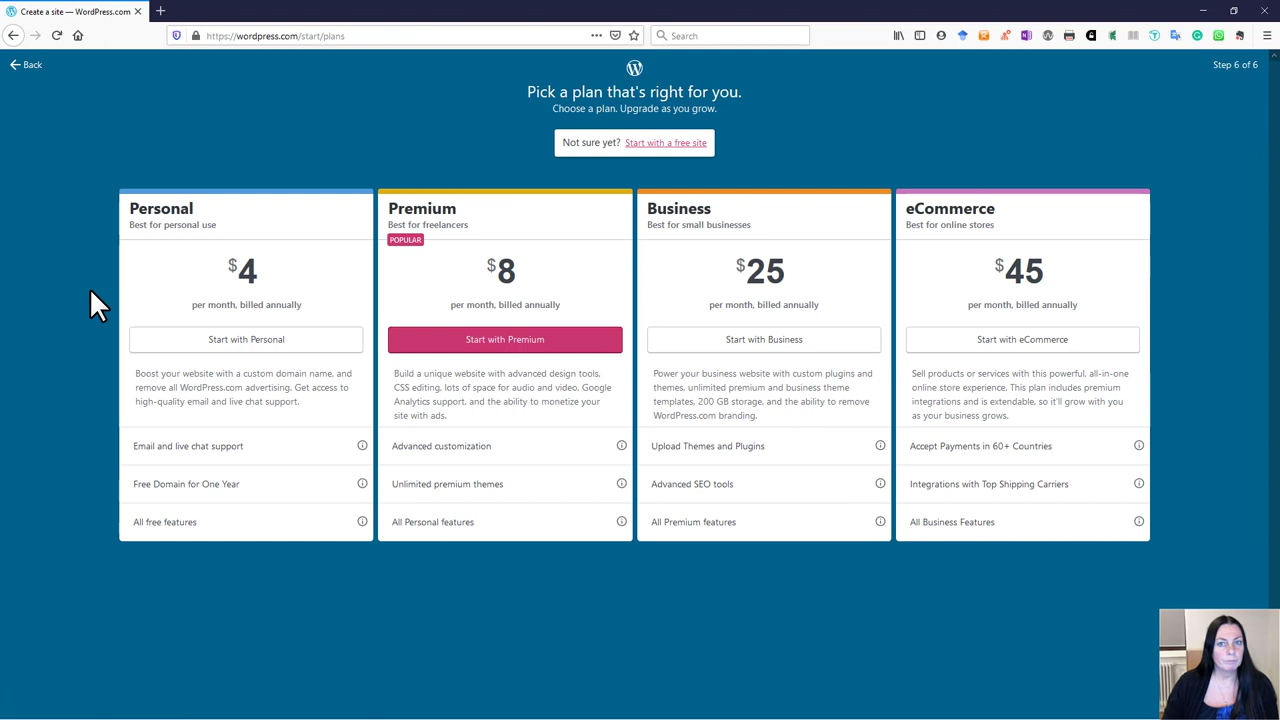 Create a site — WordPress.com
https://wordpress.com/start/plans
Search
Back
Step 6 of 6
Pick a plan that's right for you.
Choose a plan. Upgrade as you grow.
Not sure yet? Start with a free site
Personal
Best for personal use
$4
per month, billed annually
Start with Personal
Boost your website with a custom domain name, and
remove all WordPress.com advertising. Get access to
high-quality email and live chat support.
Email and live chat support
Free Domain for One Year
All free features
Premium
Best for freelancers
POPULAR
$8
per month, billed annually
Start with Premium
Build a unique website with advanced design tools,
CSS editing, lots of space for audio and video, Google
Analytics support, and the ability to monetize your
site with ads.
Advanced customization
Unlimited premium themes
All Personal features
Business
Best for small businesses
$25
per month, billed annually
Start with Business
Power your business website with custom plugins and
themes, unlimited premium and business theme
templates, 200 GB storage, and the ability to remove
WordPress.com branding.
Upload Themes and Plugins
Advanced SEO tools
All Premium features
eCommerce
Best for online stores
$45
per month, billed annually
Start with eCommerce
Sell products or services with this powerful, all-in-one
online store experience. This plan includes premium
integrations and is extendable, so it'll grow with you
as your business grows.
Accept Payments in 60+ Countries
Integrations with Top Shipping Carriers
All Business Features